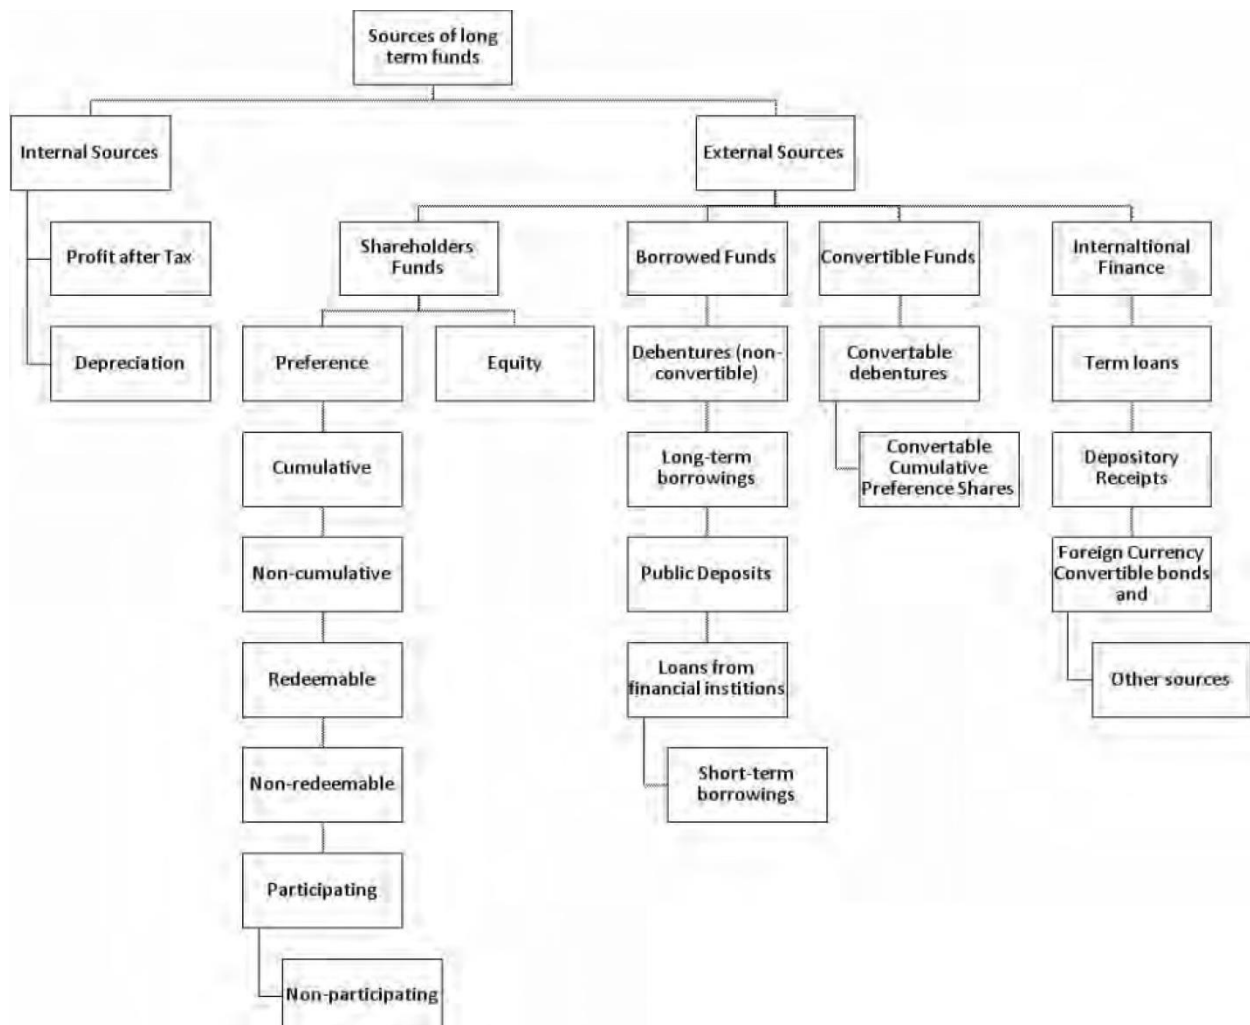 Sources of long
term funds
Internal Sources
External Sources
Profit after Tax
Shareholders
Funds
Borrowed Funds
Convertible Funds
Internaltional
Finance
Depreciation
Preference
Equity
Debentures (non-
convertible)
Convertable
debentures
Term loans
Cumulative
Long-term
borrowings
Convertable
Cumulative
Preference Shares
Depository
Receipts
Non-cumulative
Public Deposits
Foreign Currency
Convertible bonds
and
Redeemable
Loans from
financial institions
Other sources
Non-redeemable
Short-term
borrowings
Participating
Non-participating